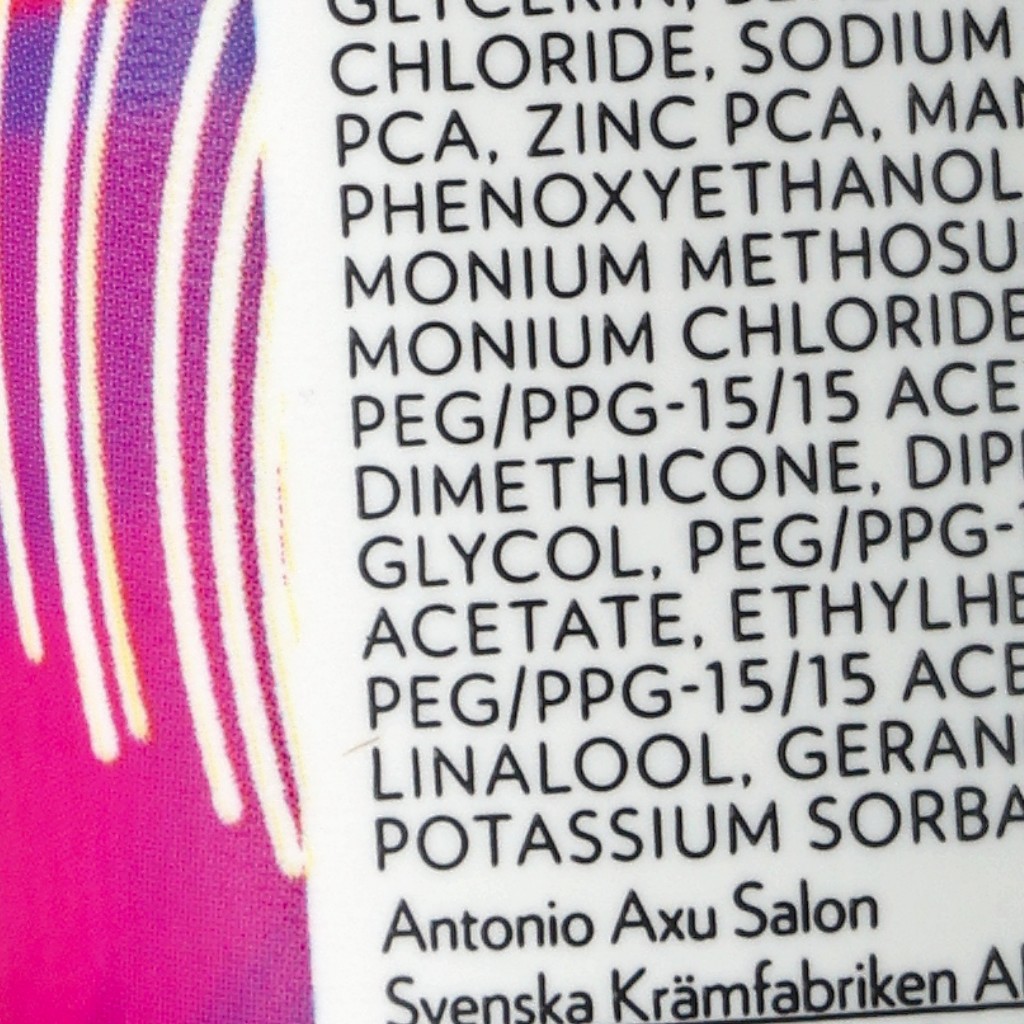 GLYCERIN,
CHLORIDE, SODIUM
PCA, ZINC PCA,
PHENOXYETHANOL
MONIUM
MONIUM CHLORIDE
PEG/PPG-15/15
DIMETHICONE,
GLYCOL, PEG/PPG-
ACETATE,
PEG/PPG-15/15
LINALOOL,
POTASSIUM
Antonio Axu Salon
Svenska Krämfabriken